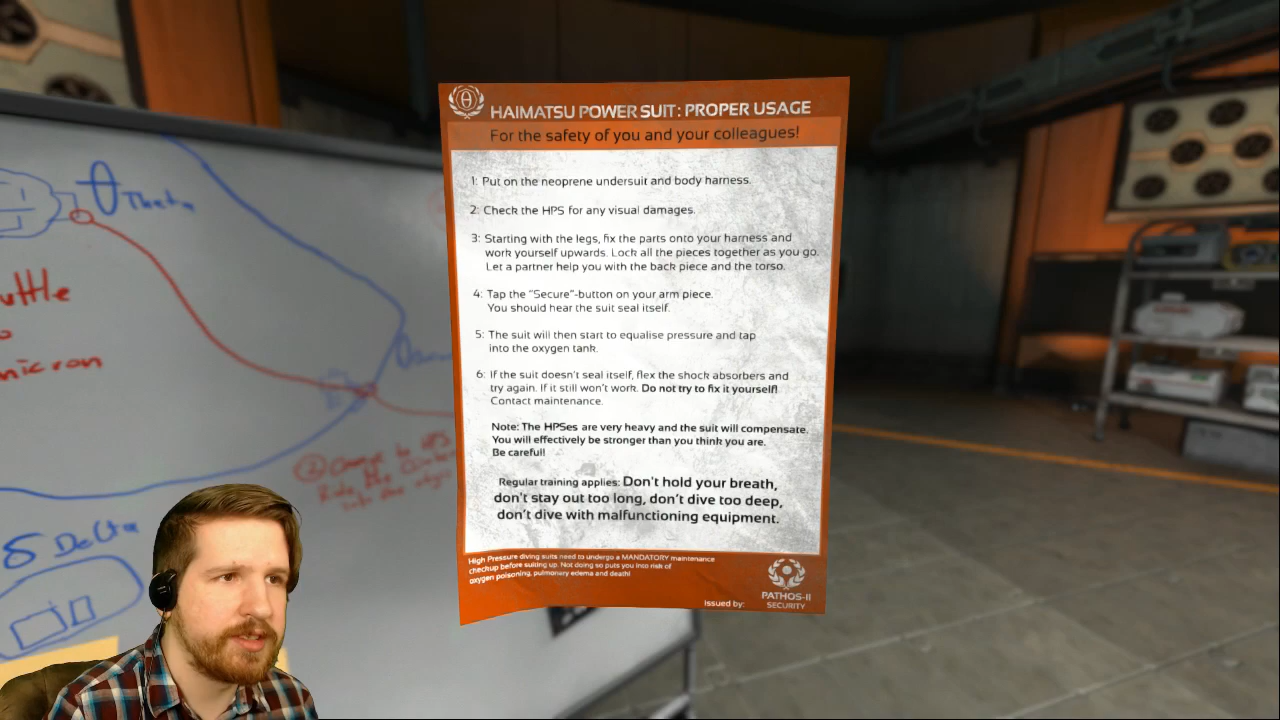 HAIMATSU POWER SUIT: PROPER USAGE
For the safety of you and your colleagues!
1: Put on the neoprene undersuit and body harness.
2: Check the HPS for any visual damages.
3: Starting with the legs, fix the parts onto your harness and
work yourself upwards. Lock all the pieces together as you go.
Let a partner help you with the back piece and the torso.
4: Tap the "Secure"-button on your arm piece.
You should hear the suit seal itself.
5: The suit will then start to equalise pressure and tap
into the oxygen tank.
6: If the suit doesn't seal itself, flex the shock absorbers and
try again. If it still won't work. Do not try to fix it yourself!
Contact maintenance.
Note: The HPSes are very heavy and the suit will compensate.
You will effectively be stronger than you think you are.
Be careful!
Regular training applies: Don't hold your breath,
don't stay out too long, don't dive too deep,
don't dive with malfunctioning equipment.
High Pressure diving suits need to undergo a MANDATORY maintenance
checkup before suiting up. Not doing so puts you into risk of
oxygen poisoning, pulmonary edema and death!
Issued by:
PATHOS-II
SECURITY
θ Theta
δ Delta